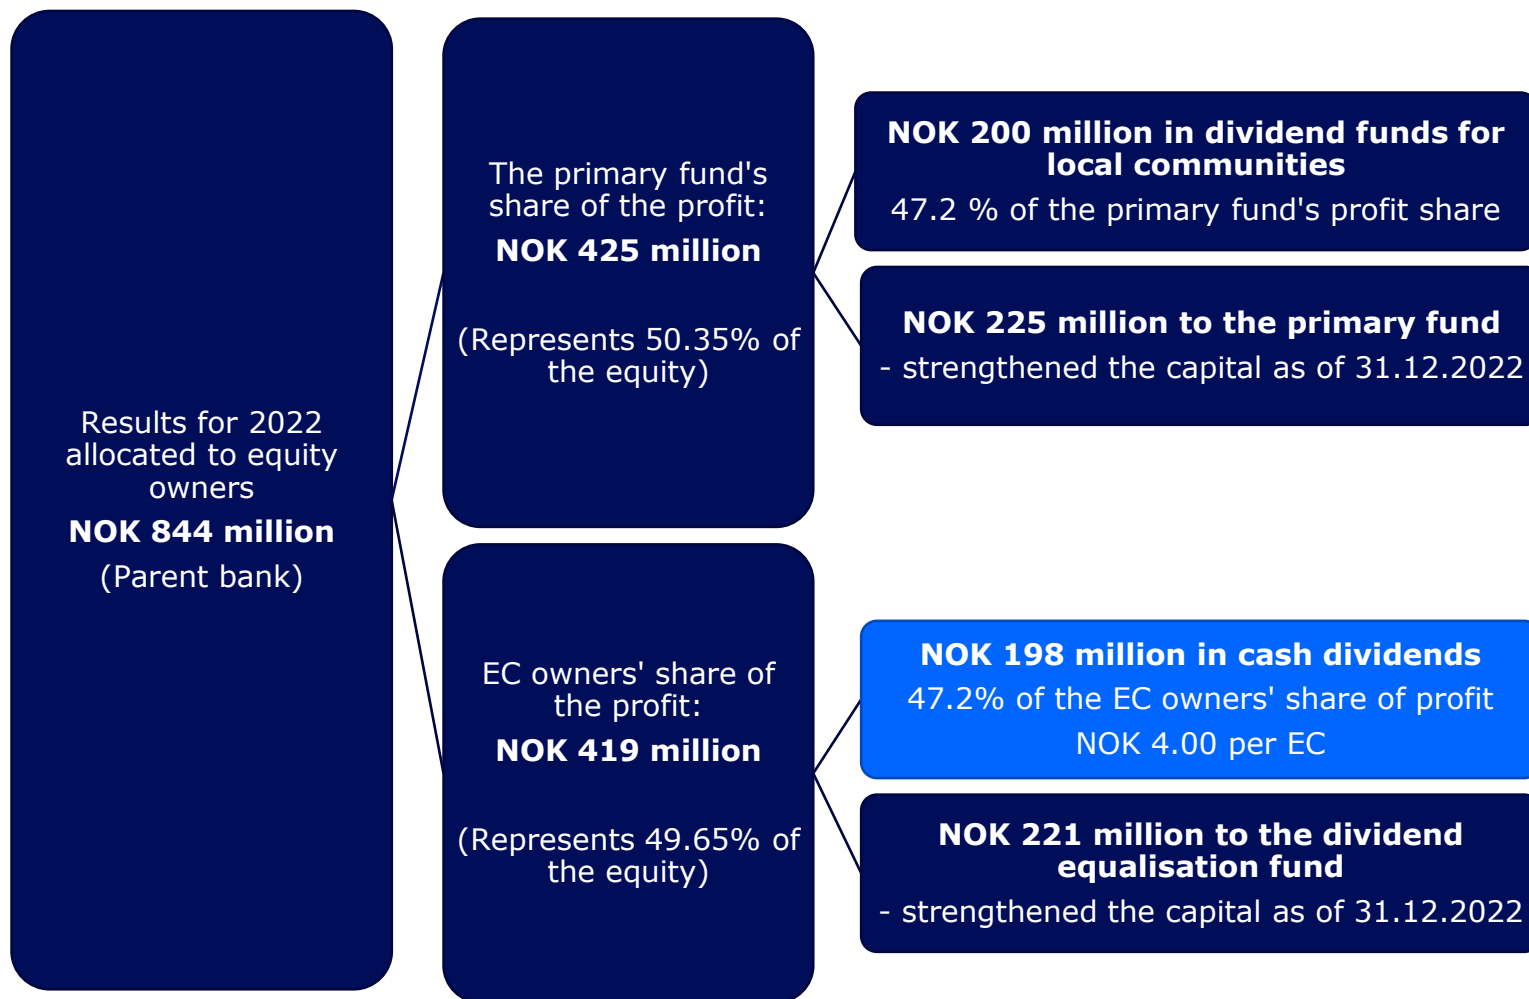 Results for 2022
allocated to equity
owners
NOK 844 million
(Parent bank)
The primary fund's
share of the profit:
NOK 425 million
(Represents 50.35% of
the equity)
NOK 200 million in dividend funds for
local communities
47.2 % of the primary fund's profit share
NOK 225 million to the primary fund
- strengthened the capital as of 31.12.2022
EC owners' share of
the profit:
NOK 419 million
(Represents 49.65% of
the equity)
NOK 198 million in cash dividends
47.2% of the EC owners' share of profit
NOK 4.00 per EC
NOK 221 million to the dividend
equalisation fund
- strengthened the capital as of 31.12.2022